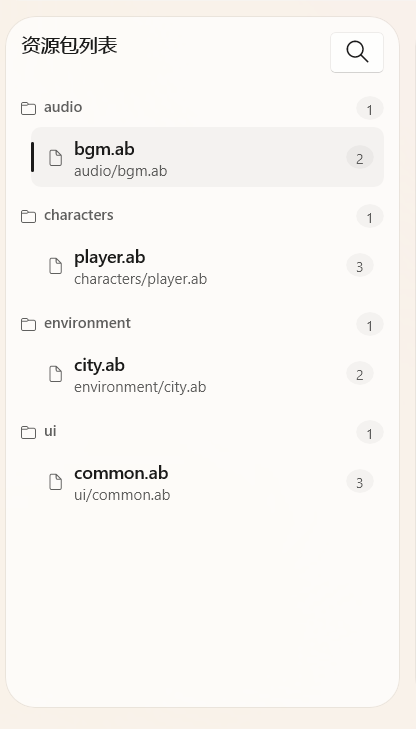 资源包列表
audio 1
bgm.ab
audio/bgm.ab 2
characters 1
player.ab
characters/player.ab 3
environment 1
city.ab
environment/city.ab 2
ui 1
common.ab
ui/common.ab 3